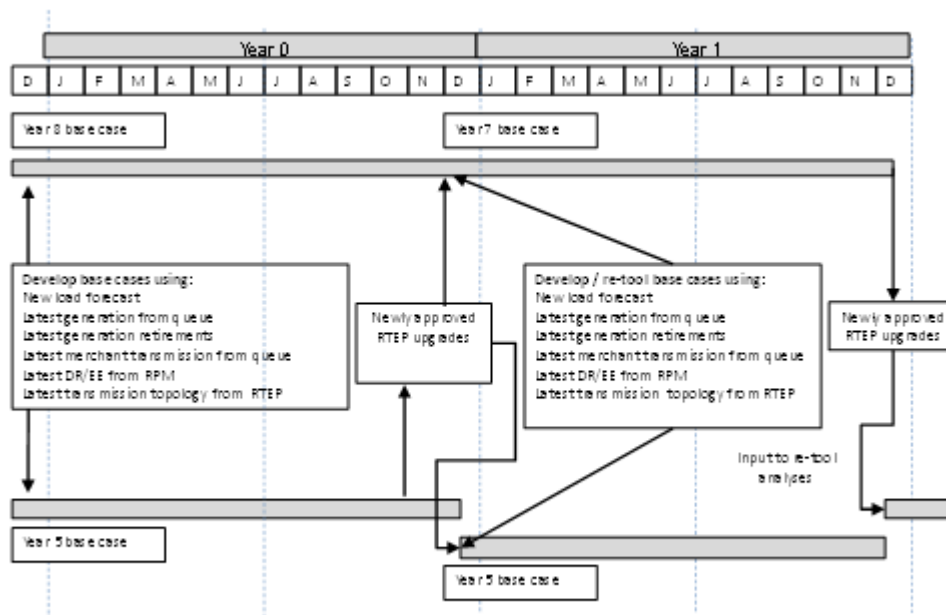 Year 0 Year 1
D J F M A M J J A S O N D J F M A M J J A S O N D
Year 8 base case Year 7 base case
Develop base cases using:
New load forecast
Latest generation from queue
Latest generation retirements
Latest merchant transmission from queue
Latest DR/EE from RPM
Latest transmission topology from RTEP
Newly approved
RTEP upgrades
Develop / re-tool base cases using:
New load forecast
Latest generation from queue
Latest generation retirements
Latest merchant transmission from queue
Latest DR/EE from RPM
Latest transmission topology from RTEP
Newly approved
RTEP upgrades
Input to re-tool
analyses
Year 5 base case
Year 5 base case